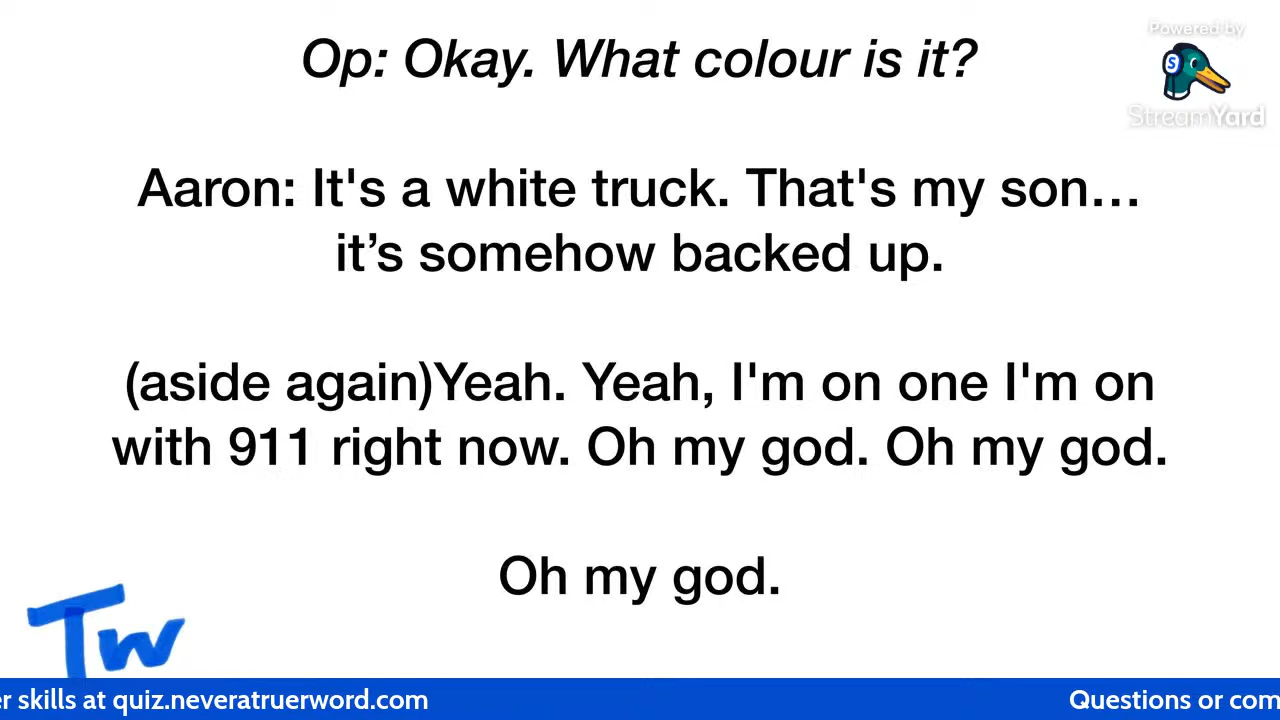 Powered by
Op: Okay. What colour is it?
S
StreamYard
Aaron: It's a white truck. That's my son…
it’s somehow backed up.
(aside again)Yeah. Yeah, I'm on one I'm on
with 911 right now. Oh my god. Oh my god.
Oh my god.
Tw
er skills at quiz.neveratruerword.com
Questions or com